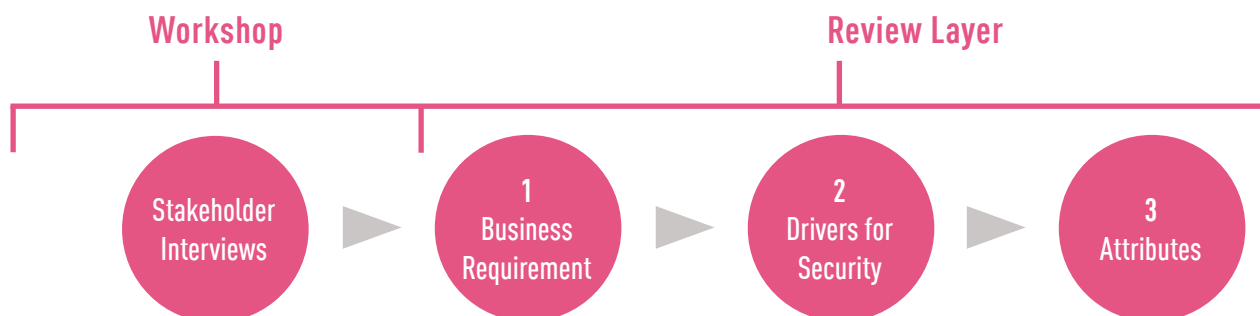 Workshop
Review Layer
Stakeholder
Interviews
1
Business
Requirement
2
Drivers for
Security
3
Attributes